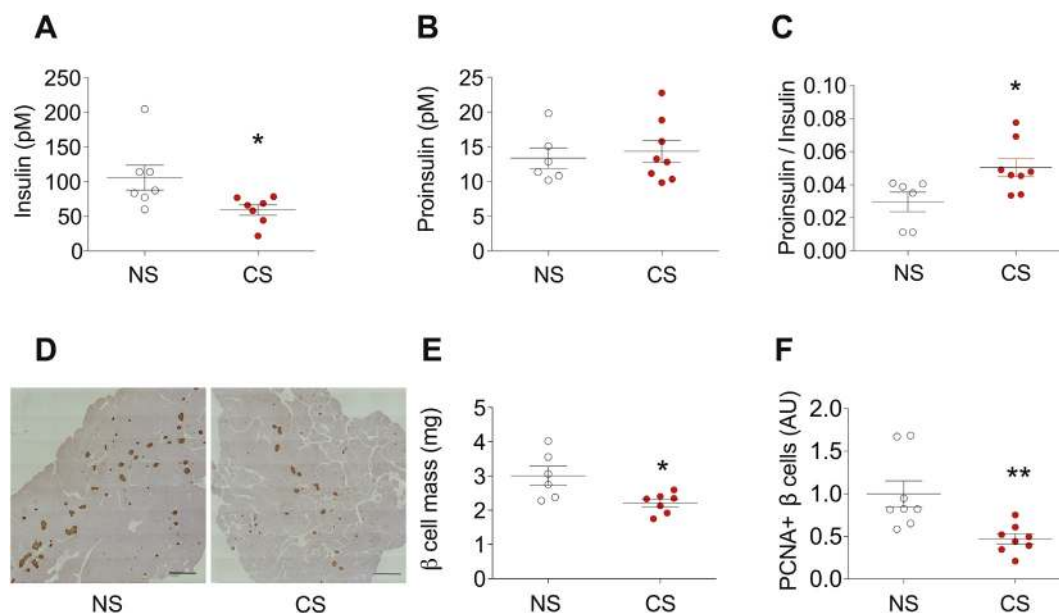 A
Insulin (pM)
250
200
150
100
50
0
*
NS
CS
B
Proinsulin (pM)
25
20
15
10
5
0
NS
CS
C
Proinsulin / Insulin
0.10
0.08
0.06
0.04
0.02
0.00
*
NS
CS
D
NS
CS
E
β cell mass (mg)
5
4
3
2
1
0
*
NS
CS
F
PCNA+ β cells (AU)
2.0
1.5
1.0
0.5
0.0
**
NS
CS